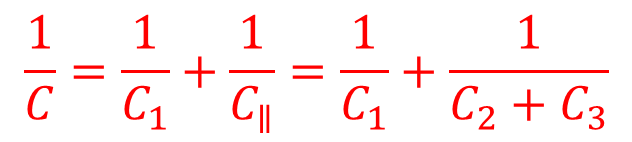 1/C = 1/C₁ + 1/C∥ = 1/C₁ + 1/(C₂ + C₃)